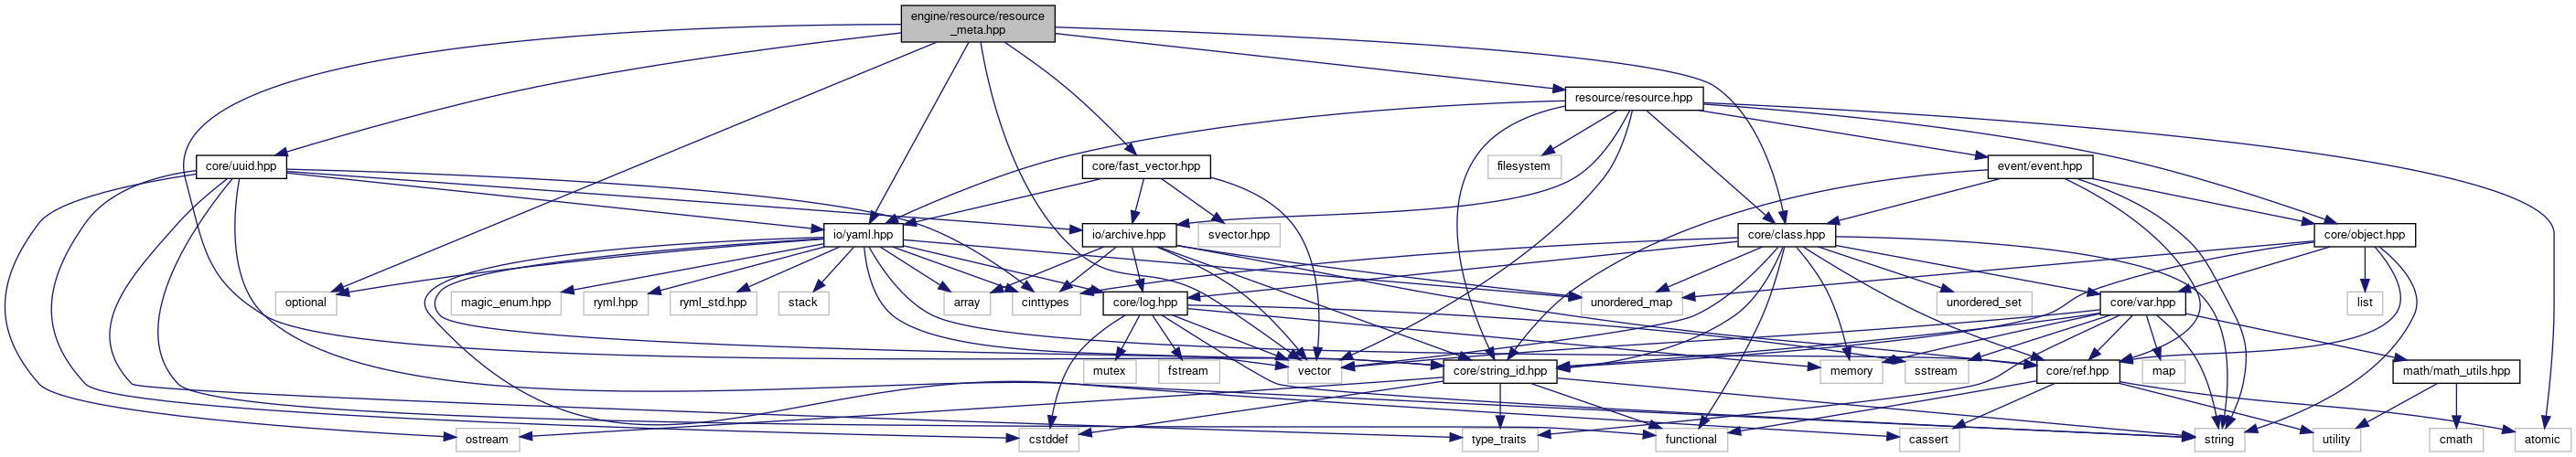 engine/resource/resource
_meta.hpp
resource/resource.hpp
core/uuid.hpp
core/fast_vector.hpp
filesystem
event/event.hpp
io/yaml.hpp
io/archive.hpp
svector.hpp
core/class.hpp
core/object.hpp
optional
magic_enum.hpp
ryml.hpp
ryml_std.hpp
stack
array
cinttypes
core/log.hpp
unordered_map
unordered_set
core/var.hpp
list
mutex
fstream
vector
core/string_id.hpp
memory
sstream
core/ref.hpp
map
math/math_utils.hpp
ostream
cstddef
type_traits
functional
cassert
string
utility
cmath
atomic